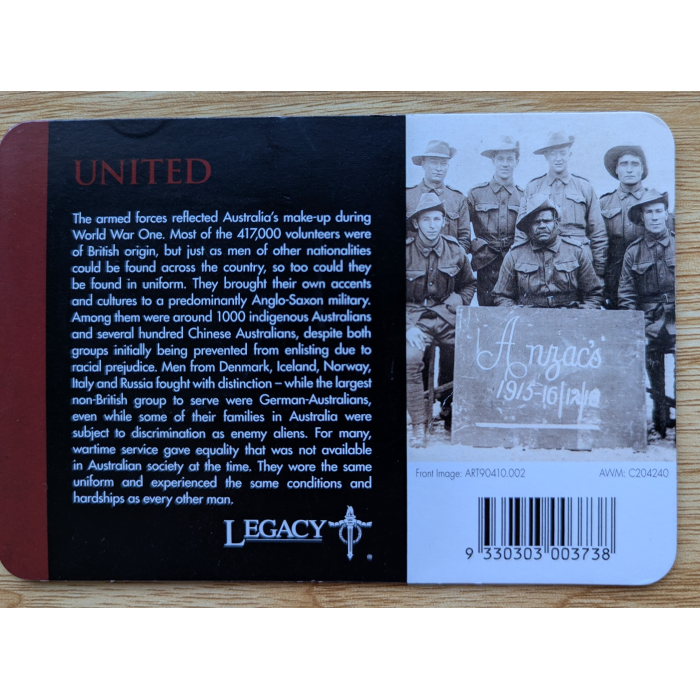 UNITED
The armed forces reflected Australia's make-up during
World War One. Most of the 417,000 volunteers were
of British origin, but just as men of other nationalities
could be found across the country, so too could they
be found in uniform. They brought their own accents
and cultures to a predominantly Anglo-Saxon military.
Among them were around 1000 indigenous Australians
and several hundred Chinese Australians, despite both
groups initially being prevented from enlisting due to
racial prejudice. Men from Denmark, Iceland, Norway,
Italy and Russia fought with distinction – while the largest
non-British group to serve were German-Australians,
even while some of their families in Australia were
subject to discrimination as enemy aliens. For many,
wartime service gave equality that was not available
in Australian society at the time. They wore the same
uniform and experienced the same conditions and
hardships as every other man.
LEGACY
Anzac's
1915-16/17/18
Front Image: ART90410.002
AWM: C204240
9 330303 003738